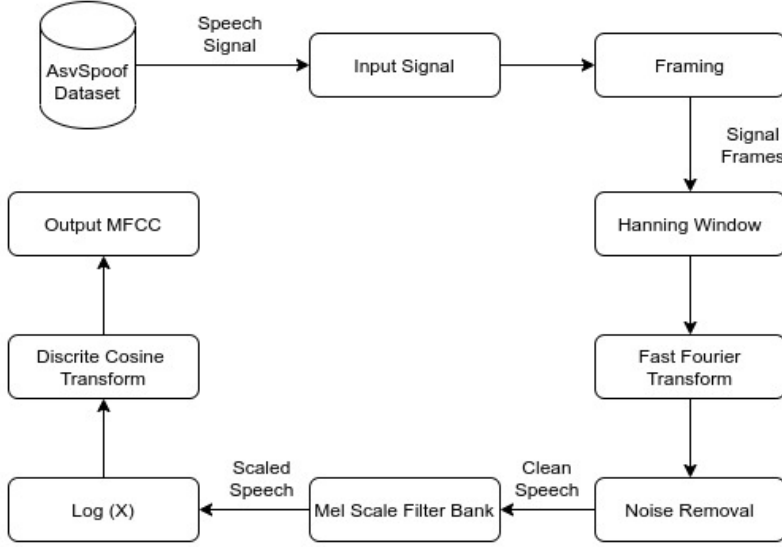 AsvSpoof
Dataset
Speech
Signal
Input Signal
Framing
Signal
Frames
Hanning Window
Fast Fourier
Transform
Noise Removal
Clean
Speech
Mel Scale Filter Bank
Scaled
Speech
Log (X)
Discrite Cosine
Transform
Output MFCC